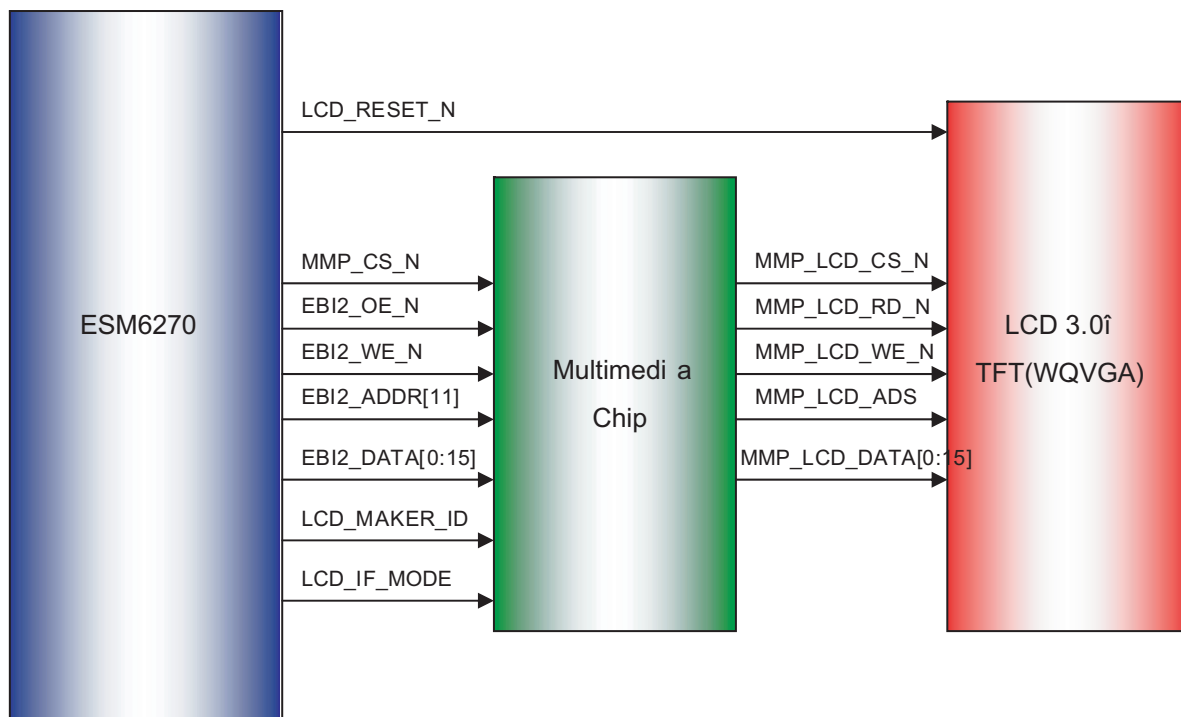 LCD_RESET_N
MMP_CS_N
EBI2_OE_N
EBI2_WE_N
EBI2_ADDR[11]
EBI2_DATA[0:15]
LCD_MAKER_ID
LCD_IF_MODE
ESM6270
Multimedi a
Chip
MMP_LCD_CS_N
MMP_LCD_RD_N
MMP_LCD_WE_N
MMP_LCD_ADS
MMP_LCD_DATA[0:15]
LCD 3.0î
TFT(WQVGA)